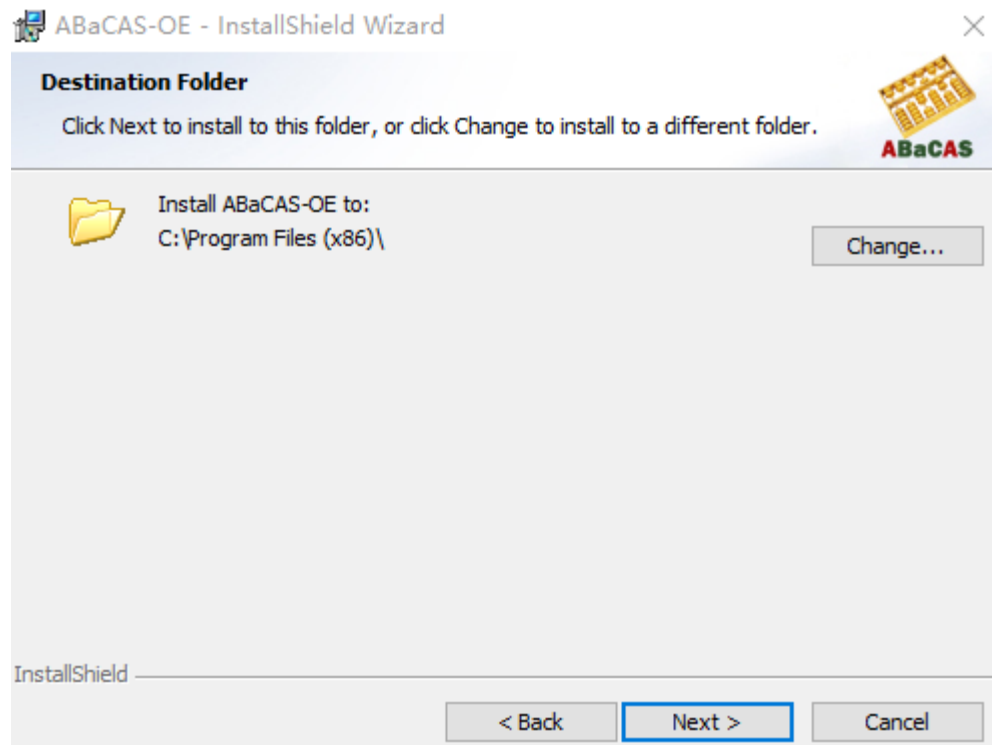 ABaCAS-OE - InstallShield Wizard
Destination Folder
Click Next to install to this folder, or click Change to install to a different folder.
ABaCAS
Install ABaCAS-OE to:
C:\Program Files (x86)\
Change...
InstallShield
< Back
Next >
Cancel